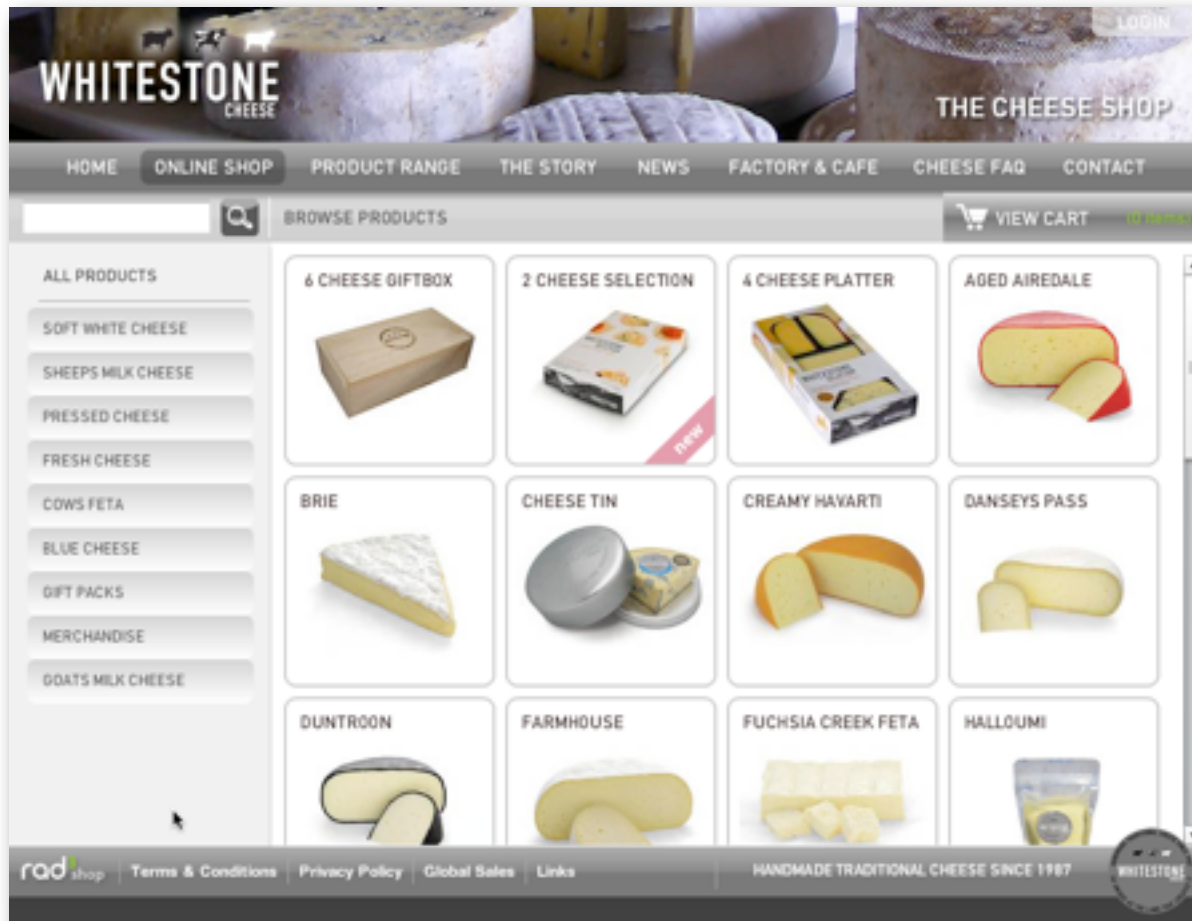 LOGIN
WHITESTONE
CHEESE
THE CHEESE SHOP
HOME ONLINE SHOP PRODUCT RANGE THE STORY NEWS FACTORY & CAFE CHEESE FAQ CONTACT
BROWSE PRODUCTS VIEW CART (0 items)
ALL PRODUCTS
SOFT WHITE CHEESE
SHEEPS MILK CHEESE
PRESSED CHEESE
FRESH CHEESE
COWS FETA
BLUE CHEESE
GIFT PACKS
MERCHANDISE
GOATS MILK CHEESE
6 CHEESE GIFTBOX 2 CHEESE SELECTION 4 CHEESE PLATTER AGED AIREDALE
new
BRIE CHEESE TIN CREAMY HAVARTI DANSEYS PASS
DUNTROON FARMHOUSE FUCHSIA CREEK FETA HALLOUMI
rad shop Terms & Conditions Privacy Policy Global Sales Links HANDMADE TRADITIONAL CHEESE SINCE 1987 WHITESTONE